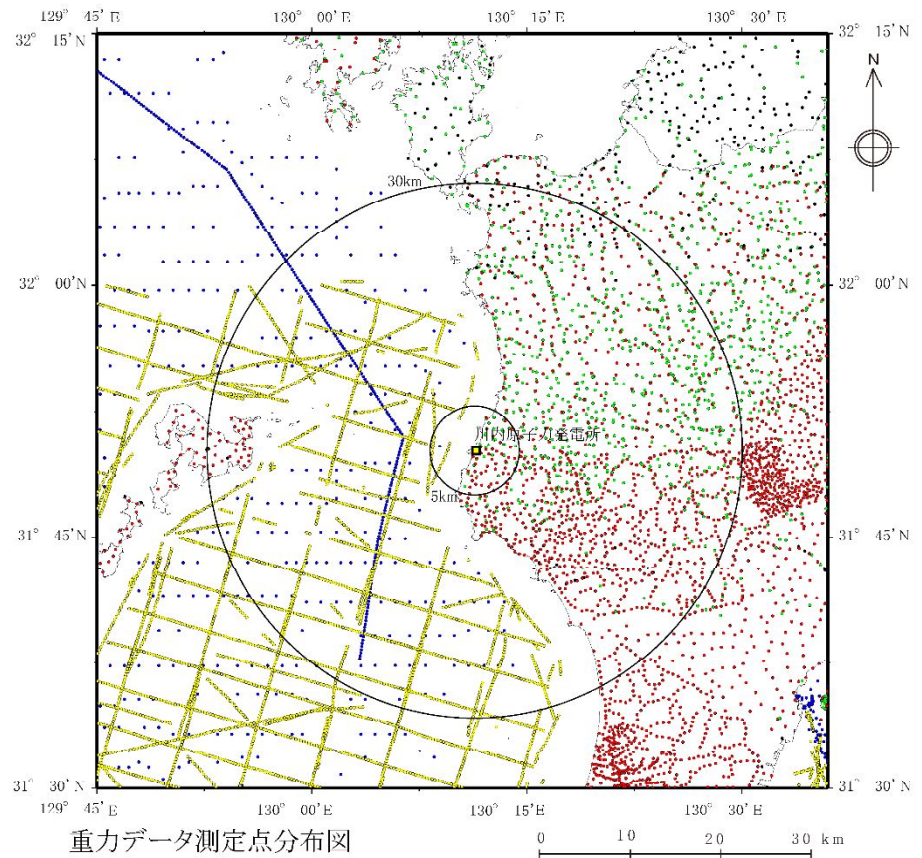 129° 45' E 130° 00' E 130° 15' E 130° 30' E
32° 15' N 32° 15' N
N
30km
32° 00' N 32° 00' N
川内原子力発電所
5km
31° 45' N 31° 45' N
31° 30' N 31° 30' N
129° 45' E 130° 00' E 130° 15' E 130° 30' E
重力データ測定点分布図
0 10 20 30 km